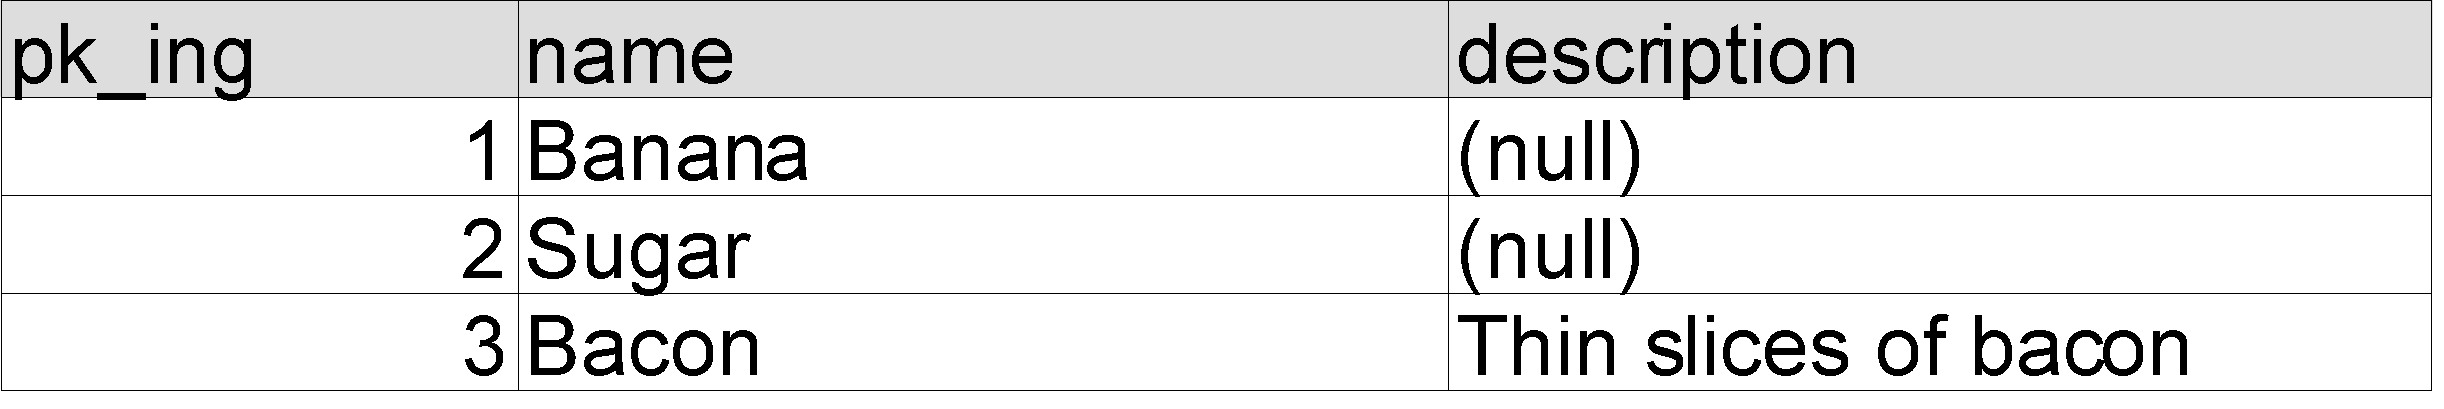 pk_ing name description
1 Banana (null)
2 Sugar (null)
3 Bacon Thin slices of bacon